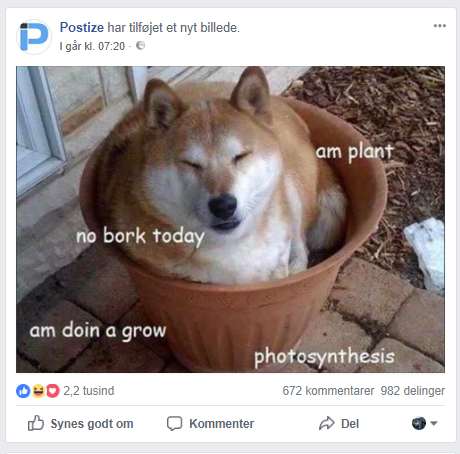 Postize har tilføjet et nyt billede.
I går kl. 07:20 ·
am plant
no bork today
am doin a grow
photosynthesis
2,2 tusind
672 kommentarer 982 delinger
Synes godt om Kommenter Del